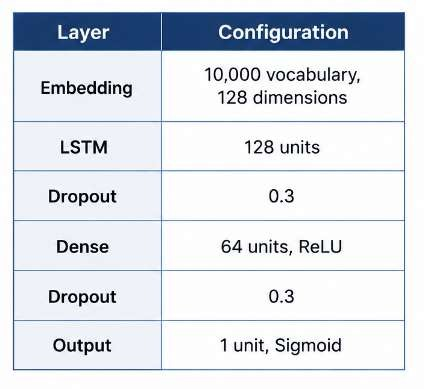 Layer Configuration
Embedding 10,000 vocabulary,
128 dimensions
LSTM 128 units
Dropout 0.3
Dense 64 units, ReLU
Dropout 0.3
Output 1 unit, Sigmoid